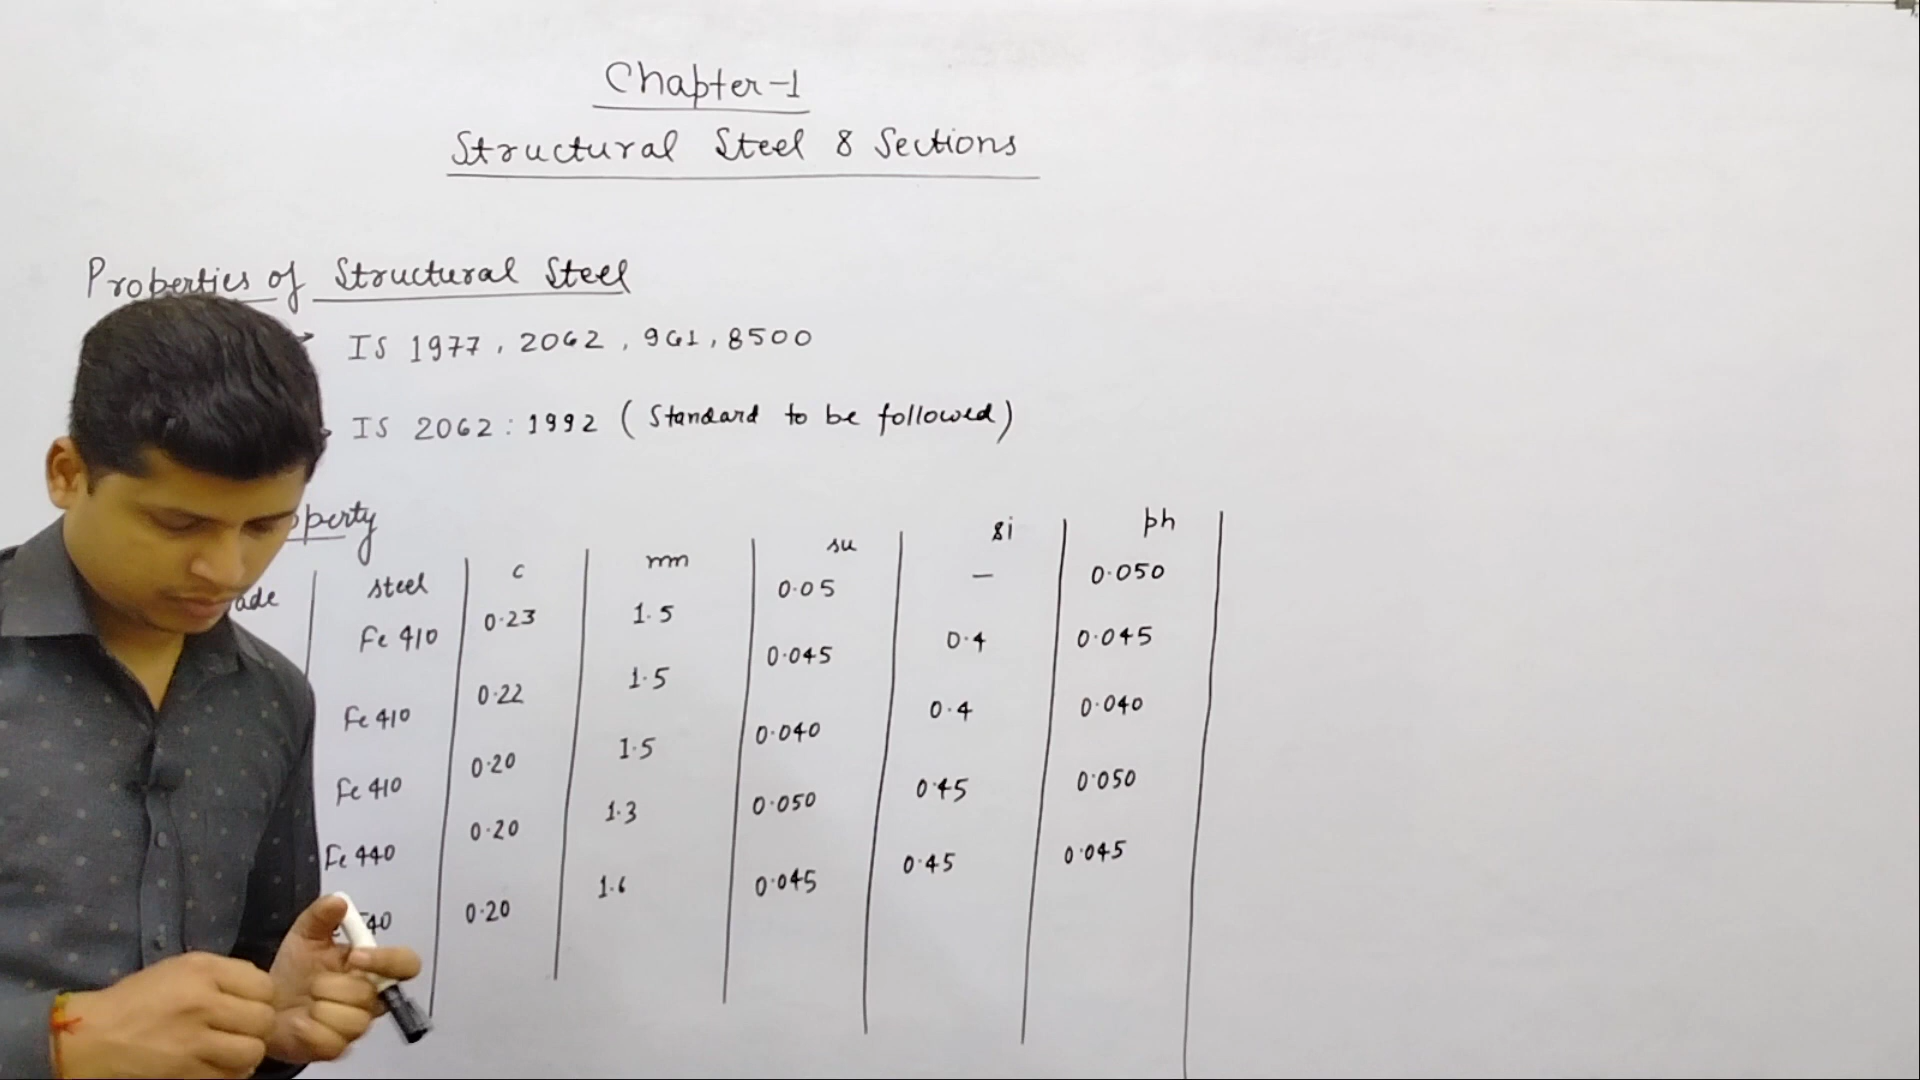 Chapter-1
Structural Steel & Sections
Properties of Structural Steel
→ IS 1977, 2062, 961, 8500
IS 2062:1992 (Standard to be followed)
steel c mn su si ph
Fe 410 0.23 1.5 0.05 — 0.050
Fe 410 0.22 1.5 0.045 0.4 0.045
Fe 410 0.20 1.5 0.040 0.4 0.040
Fe 440 0.20 1.3 0.050 0.45 0.050
40 0.20 1.6 0.045 0.45 0.045